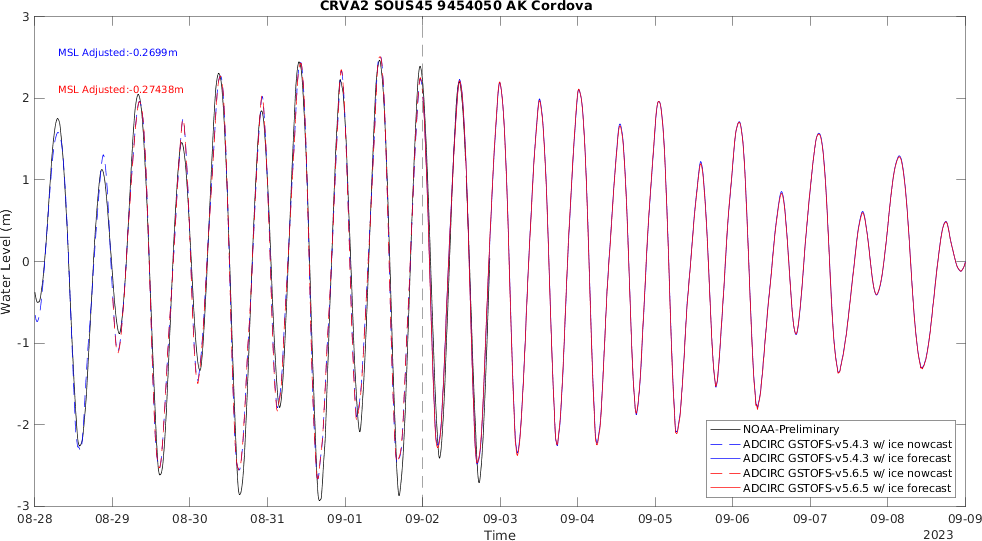 CRVA2 SOUS45 9454050 AK Cordova
MSL Adjusted:-0.2699m
MSL Adjusted:-0.27438m
Water Level (m)
3
2
1
0
-1
-2
-3
NOAA-Preliminary
ADCIRC GSTOFS-v5.4.3 w/ ice nowcast
ADCIRC GSTOFS-v5.4.3 w/ ice forecast
ADCIRC GSTOFS-v5.6.5 w/ ice nowcast
ADCIRC GSTOFS-v5.6.5 w/ ice forecast
08-28 08-29 08-30 08-31 09-01 09-02 09-03 09-04 09-05 09-06 09-07 09-08 09-09
Time
2023